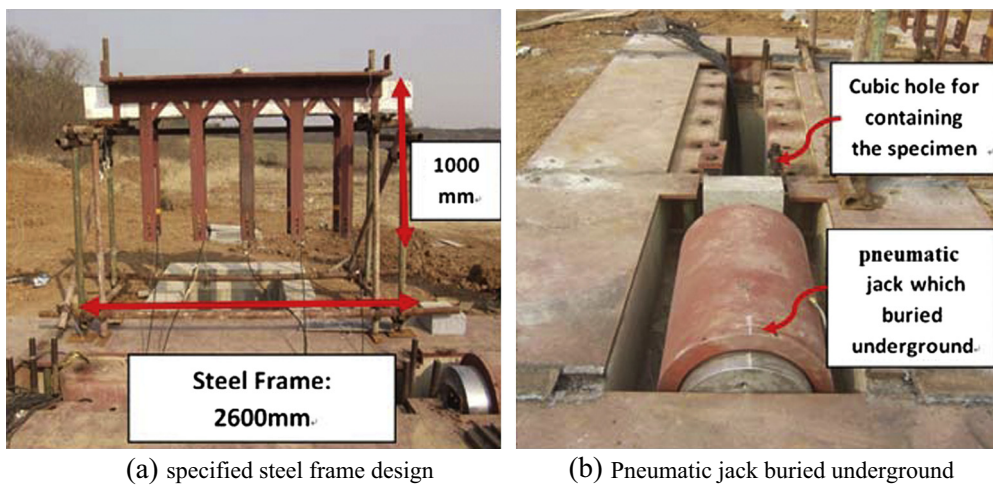 1000
mm
Steel Frame:
2600mm
(a) specified steel frame design
Cubic hole for
containing
the specimen
pneumatic
jack which
buried
underground
(b) Pneumatic jack buried underground